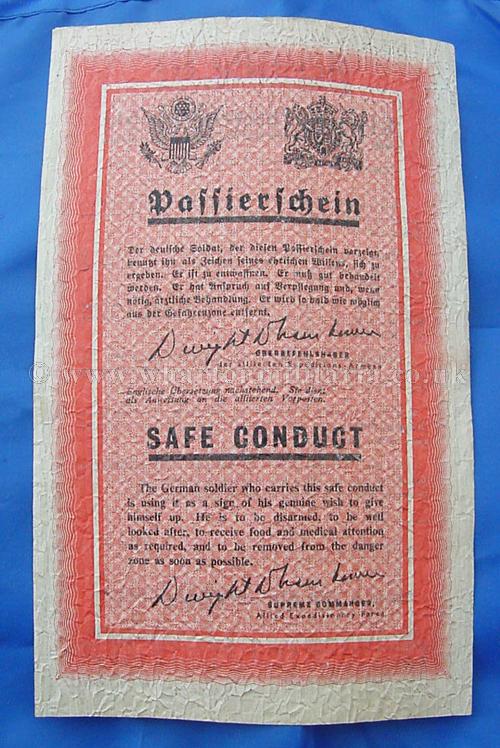 Passierschein
Der deutsche Soldat, der diesen Passierschein vorzeigt,
benutzt ihn als Zeichen seines ehrlichen Willens, sich zu
ergeben. Er ist zu entwaffnen. Er muß gut behandelt
werden. Er hat Anspruch auf Verpflegung und, wenn
nötig, ärztliche Behandlung. Er wird so bald wie möglich
aus der Gefahrenzone entfernt.
Dwight D Eisenhower
OBERBEFEHLSHABER
der alliierten Expeditions-Armeen
Englische Übersetzung nachstehend. Sie dient
als Anweisung an die alliierten Vorposten.
SAFE CONDUCT
The German soldier who carries this safe conduct
is using it as a sign of his genuine wish to give
himself up. He is to be disarmed, to be well
looked after, to receive food and medical attention
as required, and to be removed from the danger
zone as soon as possible.
Dwight D Eisenhower
SUPREME COMMANDER,
Allied Expeditionary Force